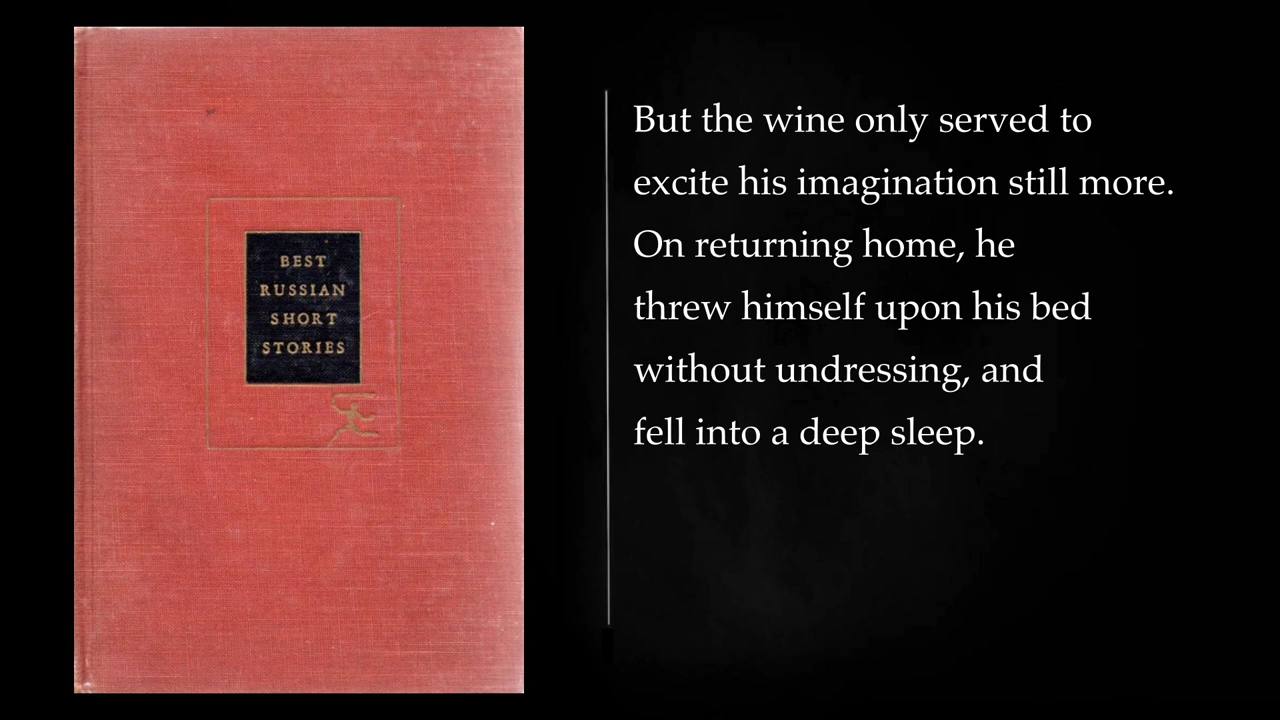 BEST
RUSSIAN
SHORT
STORIES
But the wine only served to
excite his imagination still more.
On returning home, he
threw himself upon his bed
without undressing, and
fell into a deep sleep.